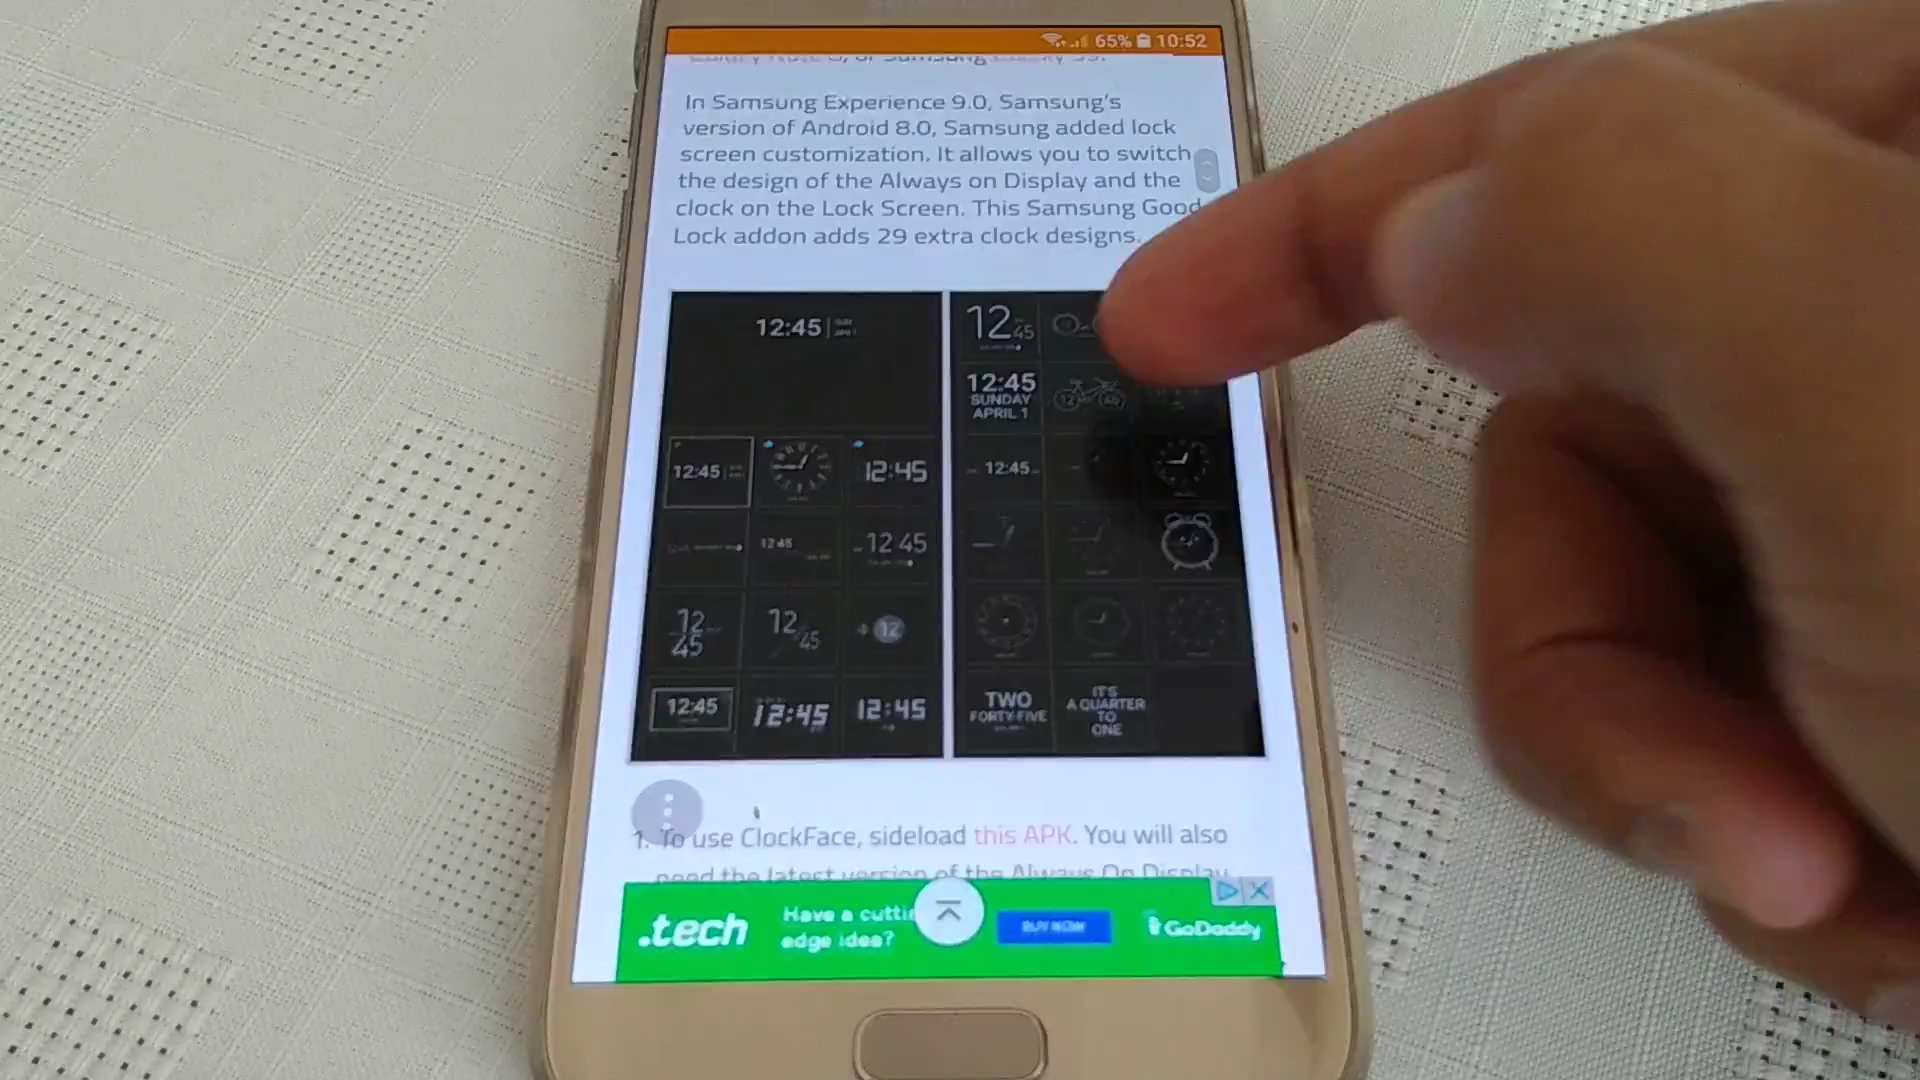 65% 10:52
In Samsung Experience 9.0, Samsung's
version of Android 8.0, Samsung added lock
screen customization. It allows you to switch
the design of the Always on Display and the
clock on the Lock Screen. This Samsung Good
Lock addon adds 29 extra clock designs.
12:45
12:45
12:45
12:45
12 45
12
45
12
45
12
12:45
12:45
12:45
12
45
12:45
SUNDAY
APRIL 1
12 45
12:45
TWO
FORTY-FIVE
IT'S
A QUARTER
TO
ONE
1. To use ClockFace, sideload this APK. You will also
need the latest version of the Always On Display
.tech
Have a
edge idea?
BUY NOW
GoDaddy